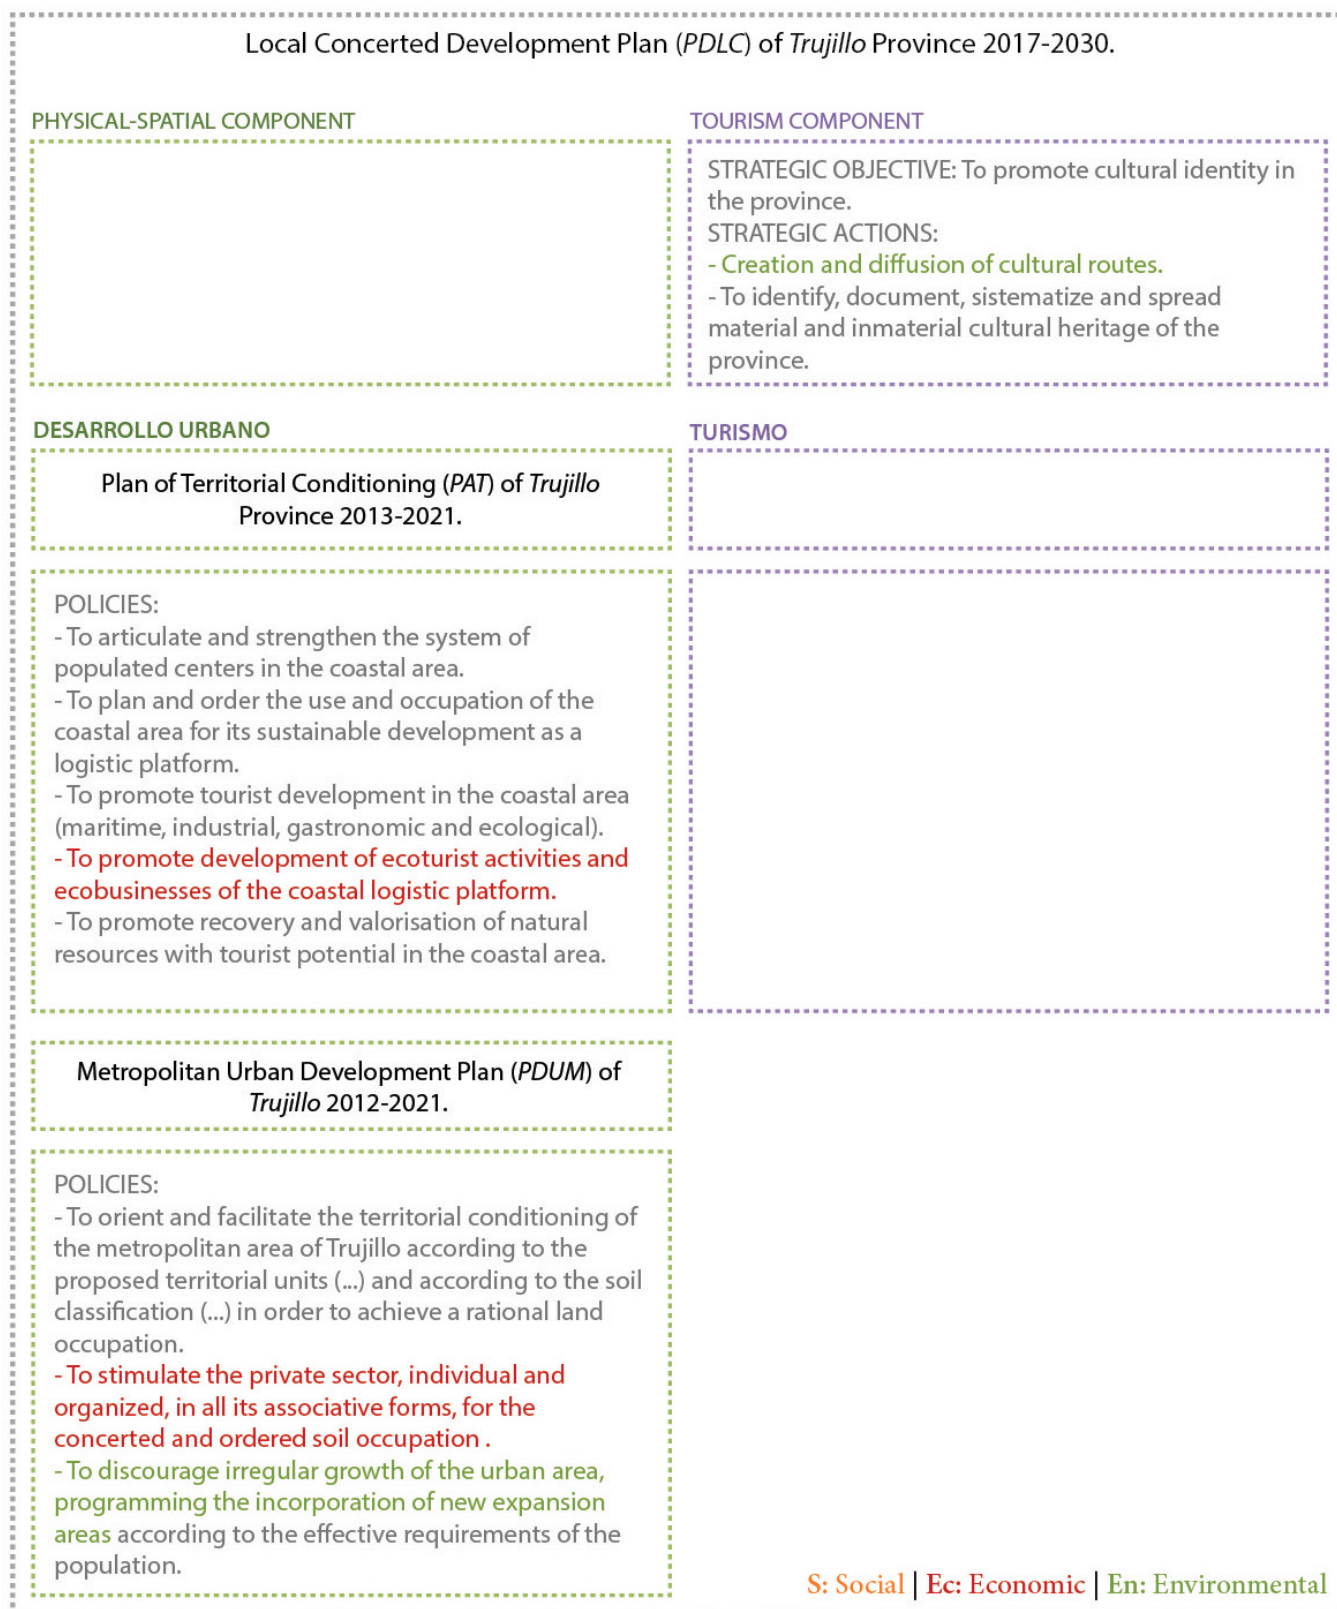 Local Concerted Development Plan (PDLC) of Trujillo Province 2017-2030.
PHYSICAL-SPATIAL COMPONENT
TOURISM COMPONENT
STRATEGIC OBJECTIVE: To promote cultural identity in
the province.
STRATEGIC ACTIONS:
- Creation and diffusion of cultural routes.
- To identify, document, sistematize and spread
material and inmaterial cultural heritage of the
province.
DESARROLLO URBANO
TURISMO
Plan of Territorial Conditioning (PAT) of Trujillo
Province 2013-2021.
POLICIES:
- To articulate and strengthen the system of
populated centers in the coastal area.
- To plan and order the use and occupation of the
coastal area for its sustainable development as a
logistic platform.
- To promote tourist development in the coastal area
(maritime, industrial, gastronomic and ecological).
- To promote development of ecoturist activities and
ecobusinesses of the coastal logistic platform.
- To promote recovery and valorisation of natural
resources with tourist potential in the coastal area.
Metropolitan Urban Development Plan (PDUM) of
Trujillo 2012-2021.
POLICIES:
- To orient and facilitate the territorial conditioning of
the metropolitan area of Trujillo according to the
proposed territorial units (...) and according to the soil
classification (...) in order to achieve a rational land
occupation.
- To stimulate the private sector, individual and
organized, in all its associative forms, for the
concerted and ordered soil occupation .
- To discourage irregular growth of the urban area,
programming the incorporation of new expansion
areas according to the effective requirements of the
population.
S: Social | Ec: Economic | En: Environmental